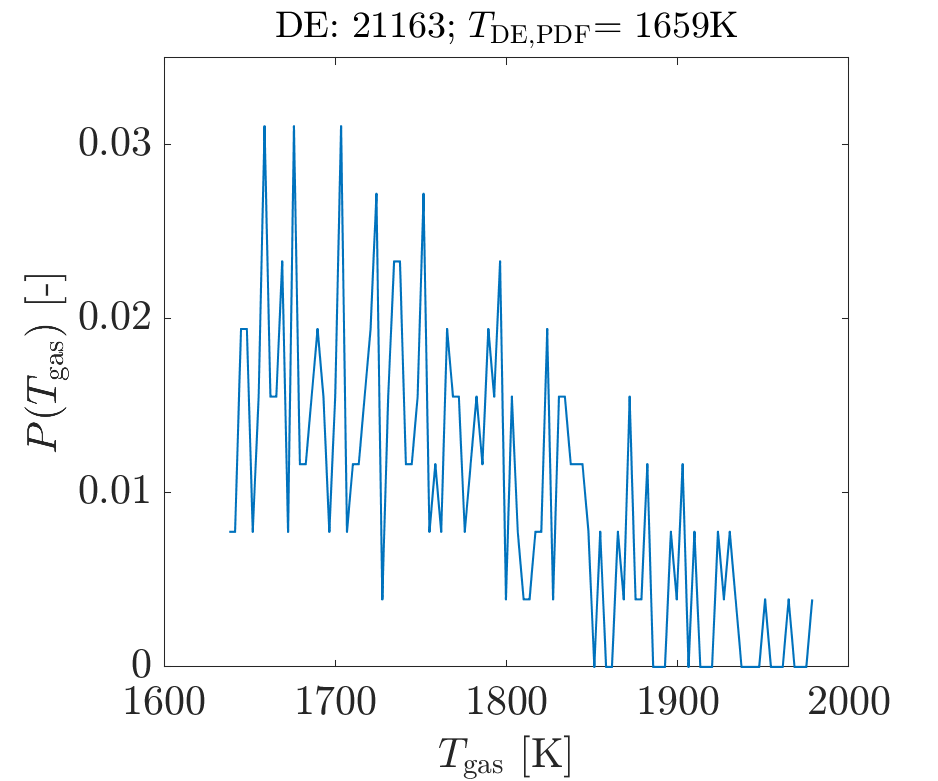 DE: 21163; T_DE,PDF= 1659K
P(T_gas) [-]
0.03
0.02
0.01
0
1600 1700 1800 1900 2000
T_gas [K]